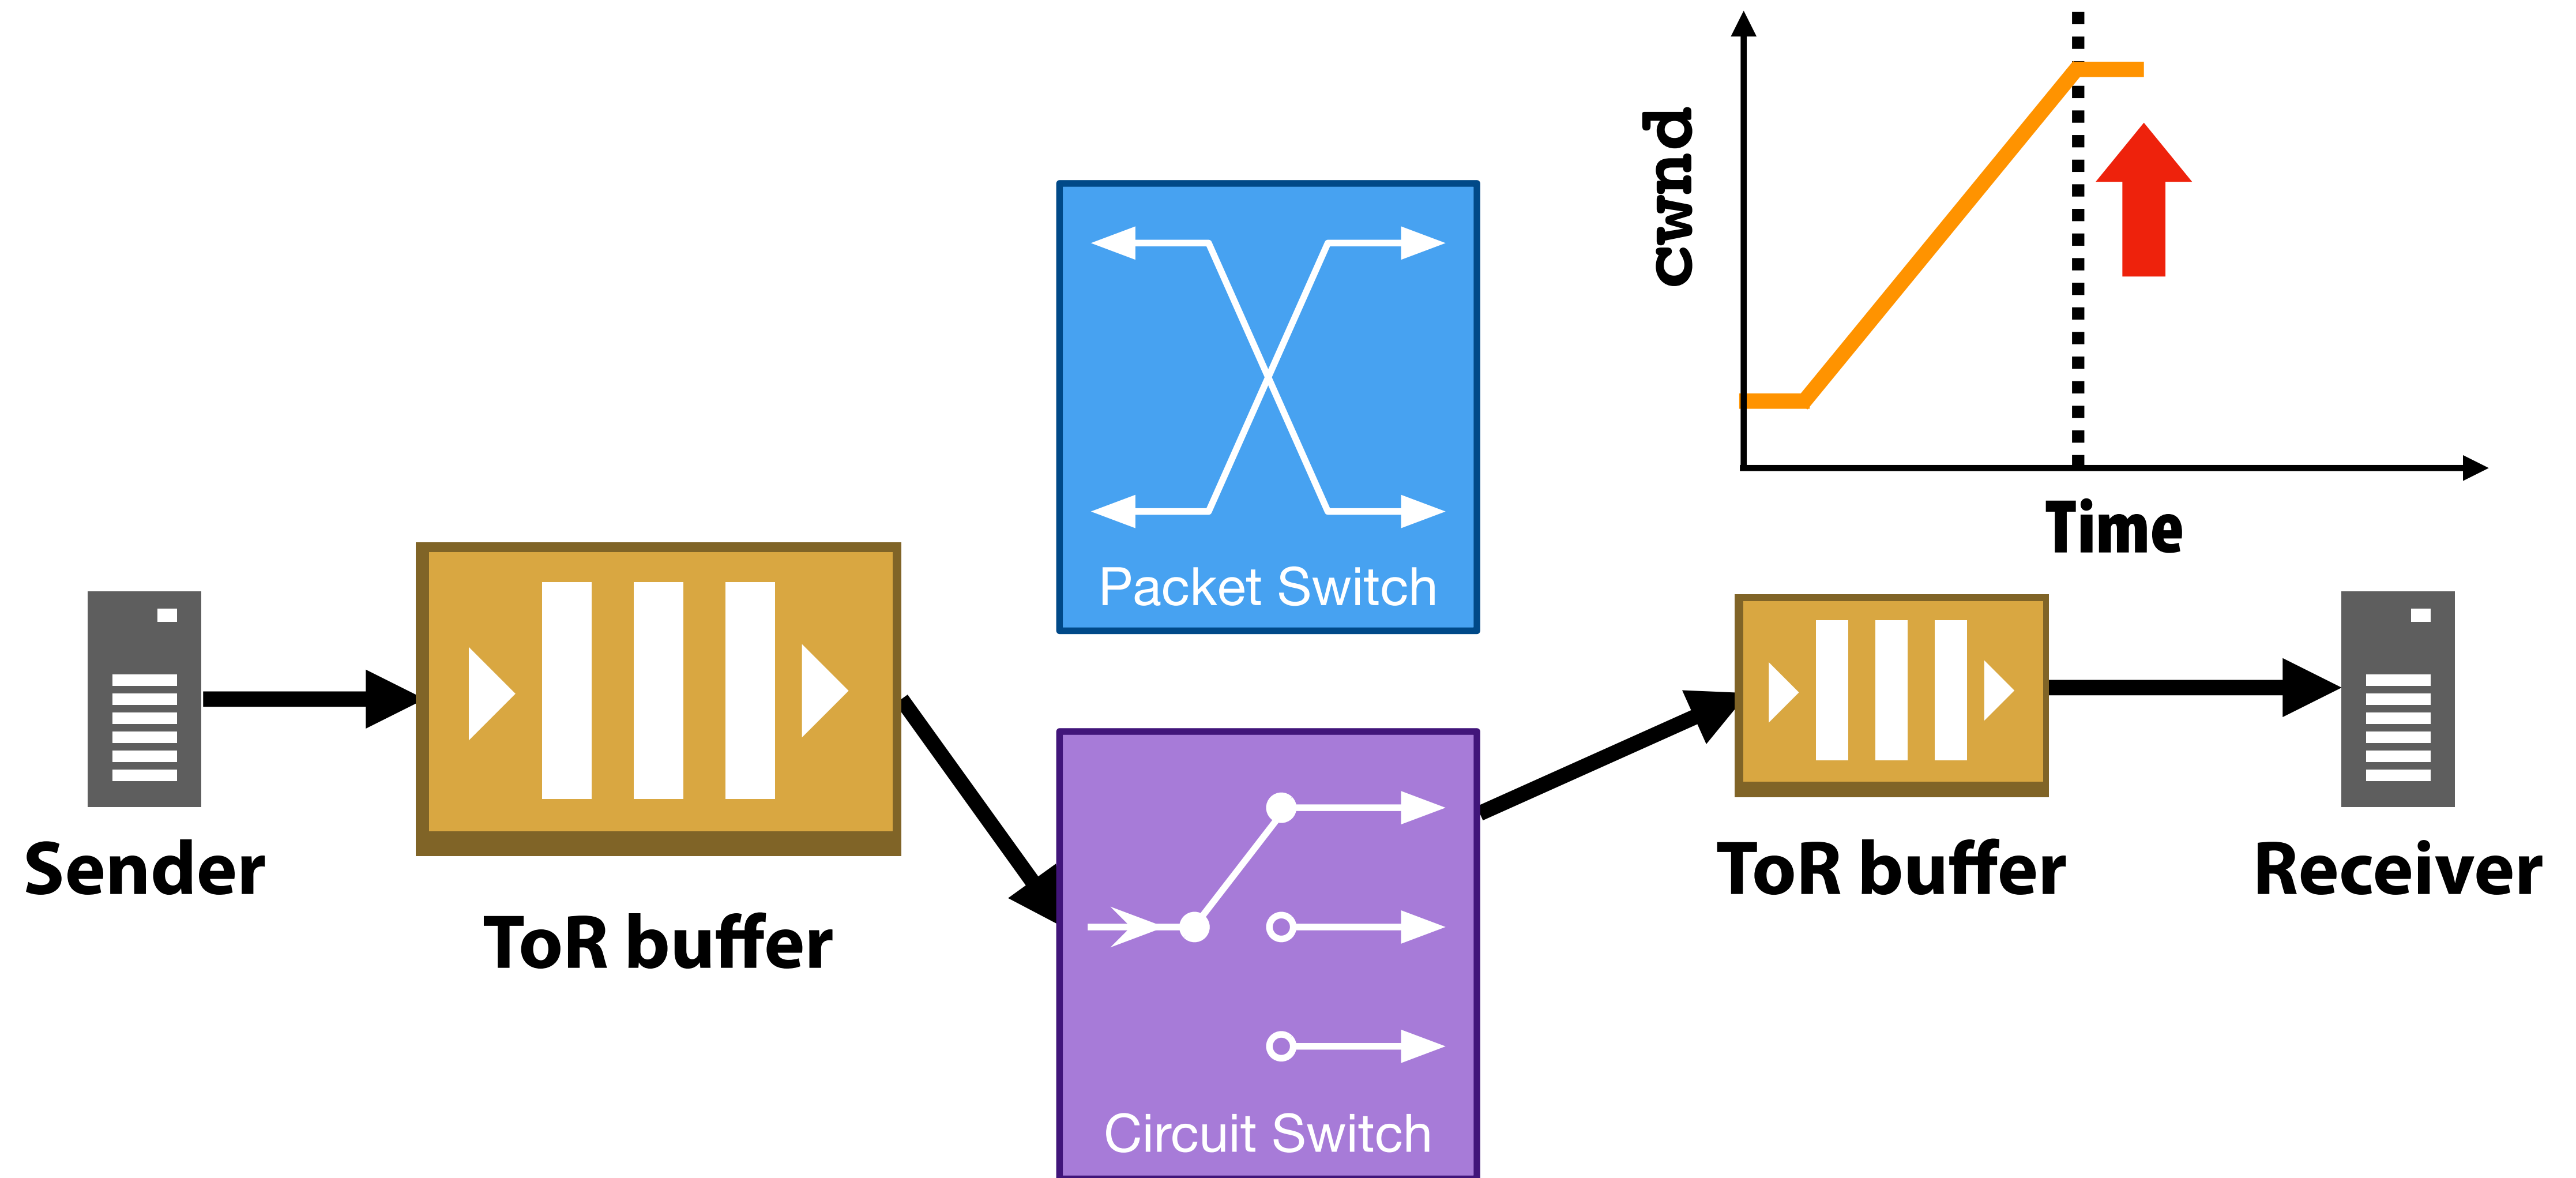 cwnd
Time
Packet Switch
Sender
ToR buffer
Circuit Switch
ToR buffer
Receiver